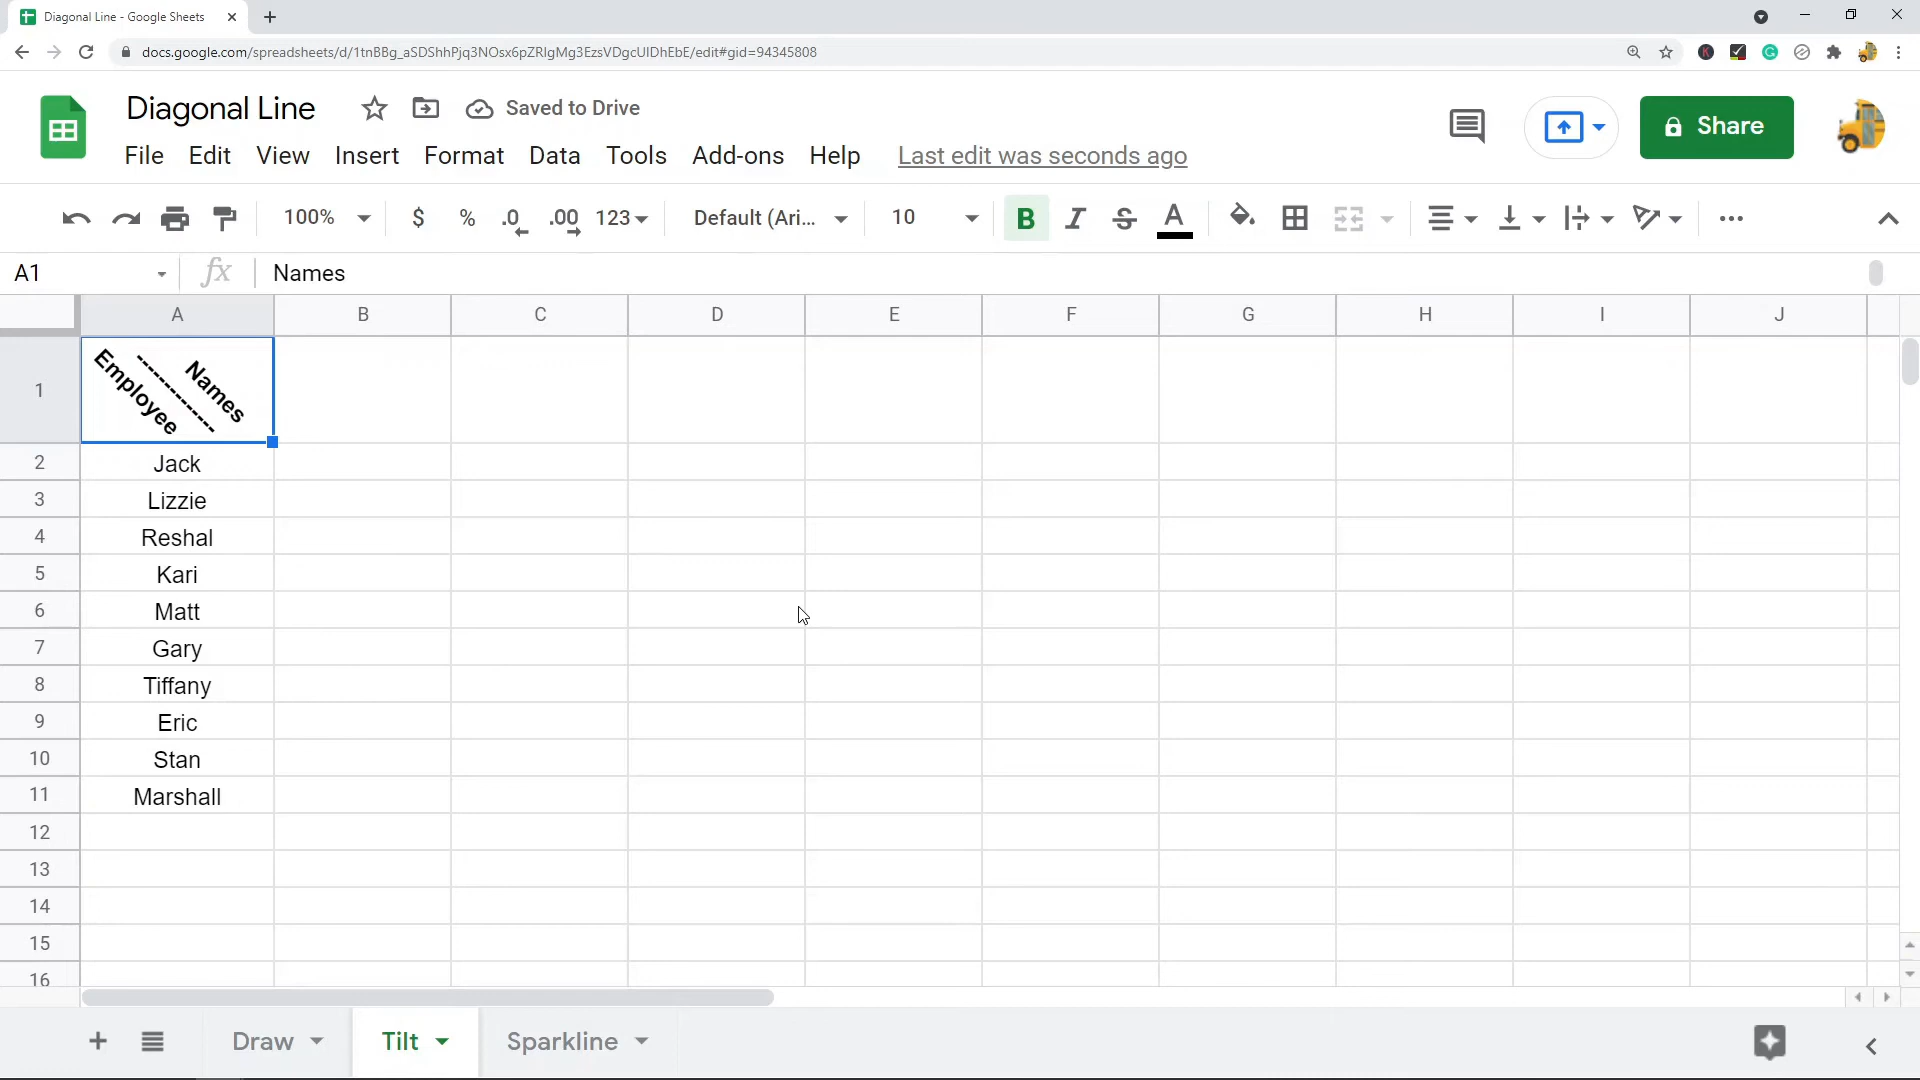 Diagonal Line - Google Sheets
docs.google.com/spreadsheets/d/1tnBBg_aSDShhPjq3NOsx6pZRIgMg3EzsVDgcUIDhEbE/edit#gid=94345808
Diagonal Line Saved to Drive
File Edit View Insert Format Data Tools Add-ons Help Last edit was seconds ago
Share
100% $ % .0 .00 123 Default (Ari... 10 B I S A
A1 fx Names
A B C D E F G H I J
1 Names
--------------
Employee
2 Jack
3 Lizzie
4 Reshal
5 Kari
6 Matt
7 Gary
8 Tiffany
9 Eric
10 Stan
11 Marshall
12
13
14
15
16
Draw Tilt Sparkline